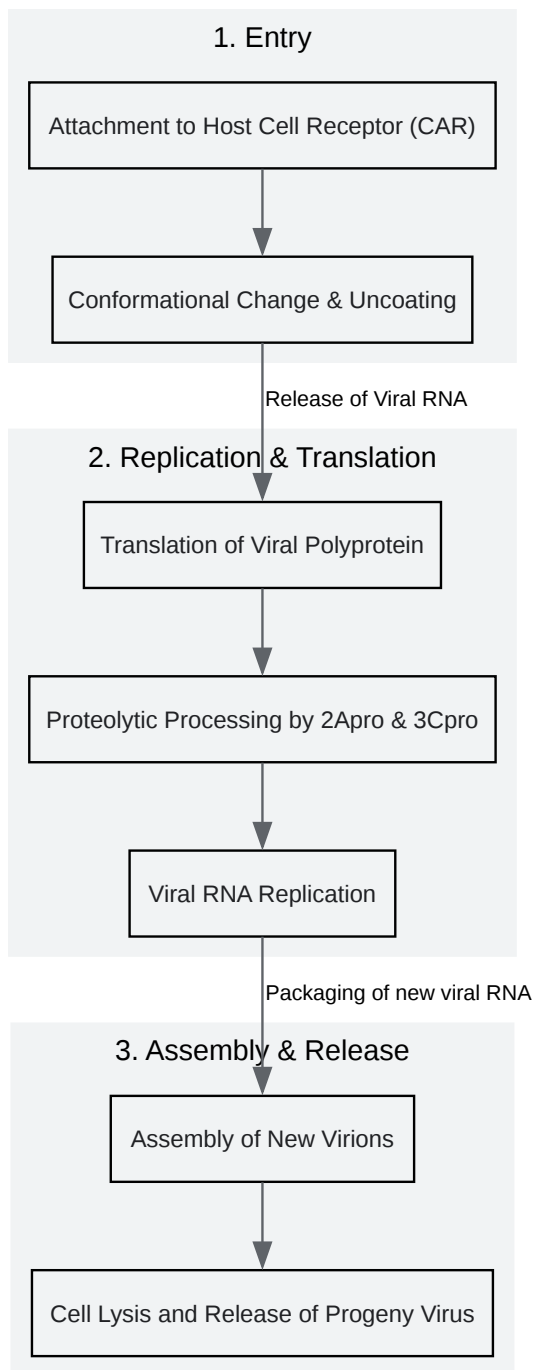 1. Entry
Attachment to Host Cell Receptor (CAR)
Conformational Change & Uncoating
Release of Viral RNA
2. Replication & Translation
Translation of Viral Polyprotein
Proteolytic Processing by 2Apro & 3Cpro
Viral RNA Replication
Packaging of new viral RNA
3. Assembly & Release
Assembly of New Virions
Cell Lysis and Release of Progeny Virus